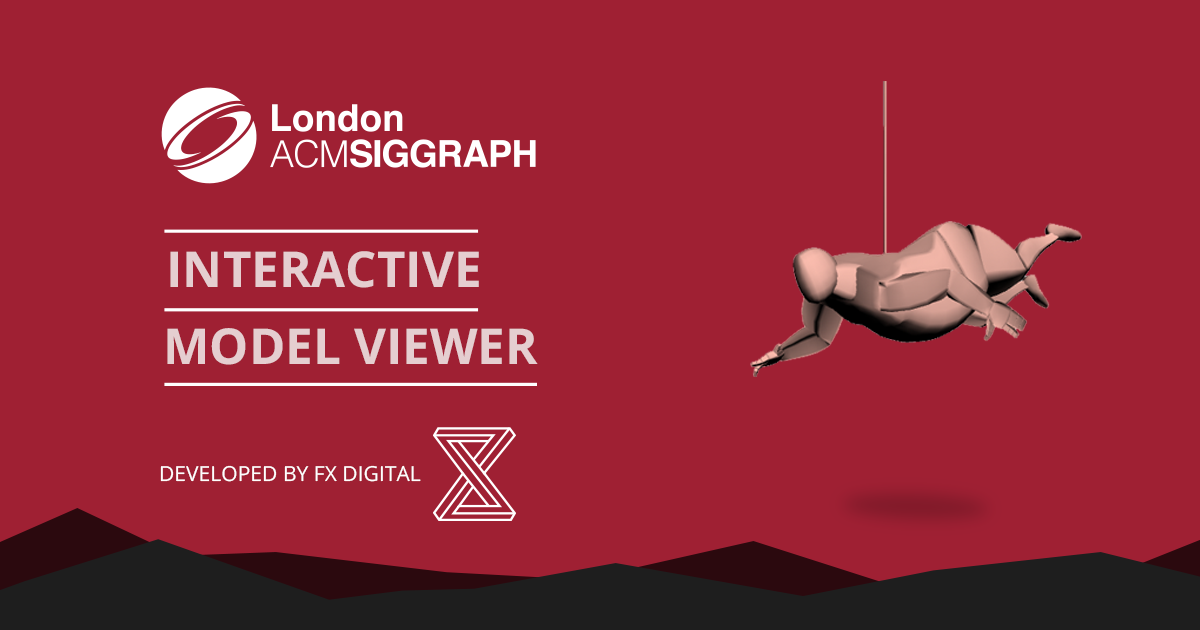 London
ACMSIGGRAPH
INTERACTIVE
MODEL VIEWER
DEVELOPED BY FX DIGITAL